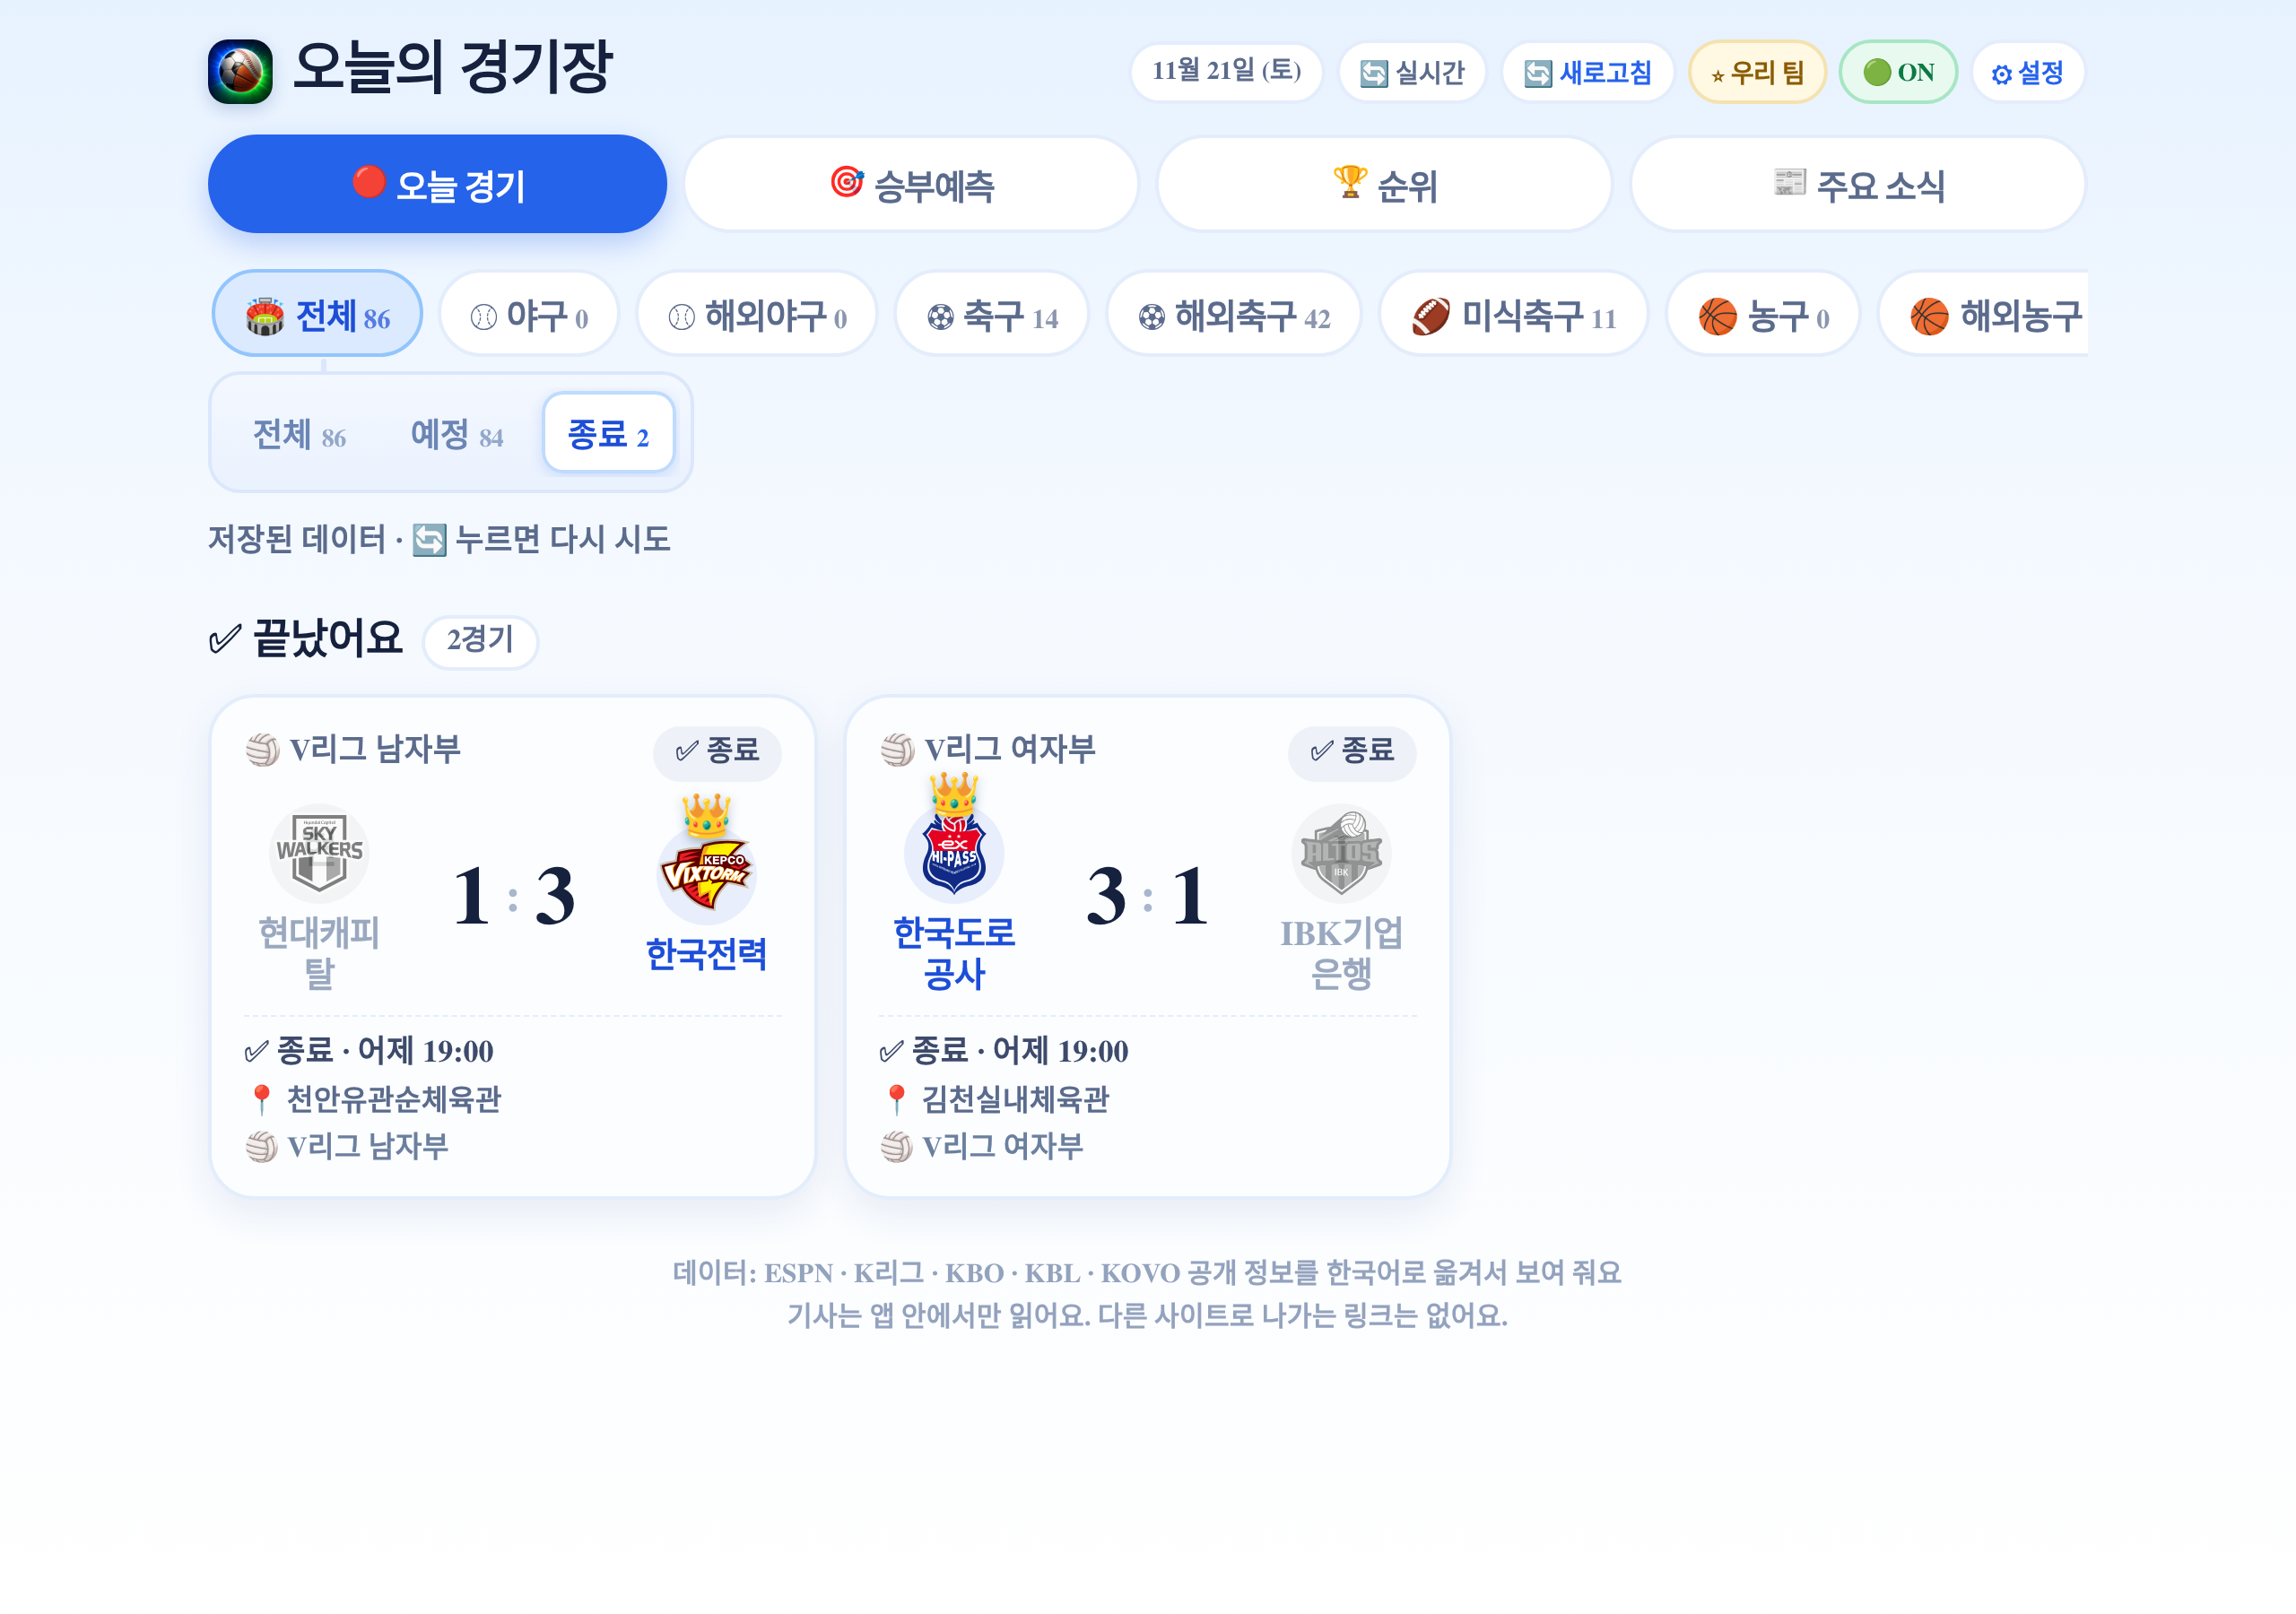 오늘의 경기장
11월 21일 (토)
실시간
새로고침
우리 팀
ON
설정
오늘 경기
승부예측
순위
주요 소식
전체 86
야구 0
해외야구 0
축구 14
해외축구 42
미식축구 11
농구 0
해외농구
전체 86
예정 84
종료 2
저장된 데이터 · 🔄 누르면 다시 시도
✅ 끝났어요
2경기
V리그 남자부
✅ 종료
SKY
WALKERS
현대캐피
탈
1 : 3
KEPCO
VIXTORM
한국전력
✅ 종료 · 어제 19:00
📍 천안유관순체육관
V리그 남자부
V리그 여자부
✅ 종료
ex
HI-PASS
한국도로
공사
3 : 1
ALTOS
IBK
IBK기업
은행
✅ 종료 · 어제 19:00
📍 김천실내체육관
V리그 여자부
데이터: ESPN · K리그 · KBO · KBL · KOVO 공개 정보를 한국어로 옮겨서 보여 줘요
기사는 앱 안에서만 읽어요. 다른 사이트로 나가는 링크는 없어요.